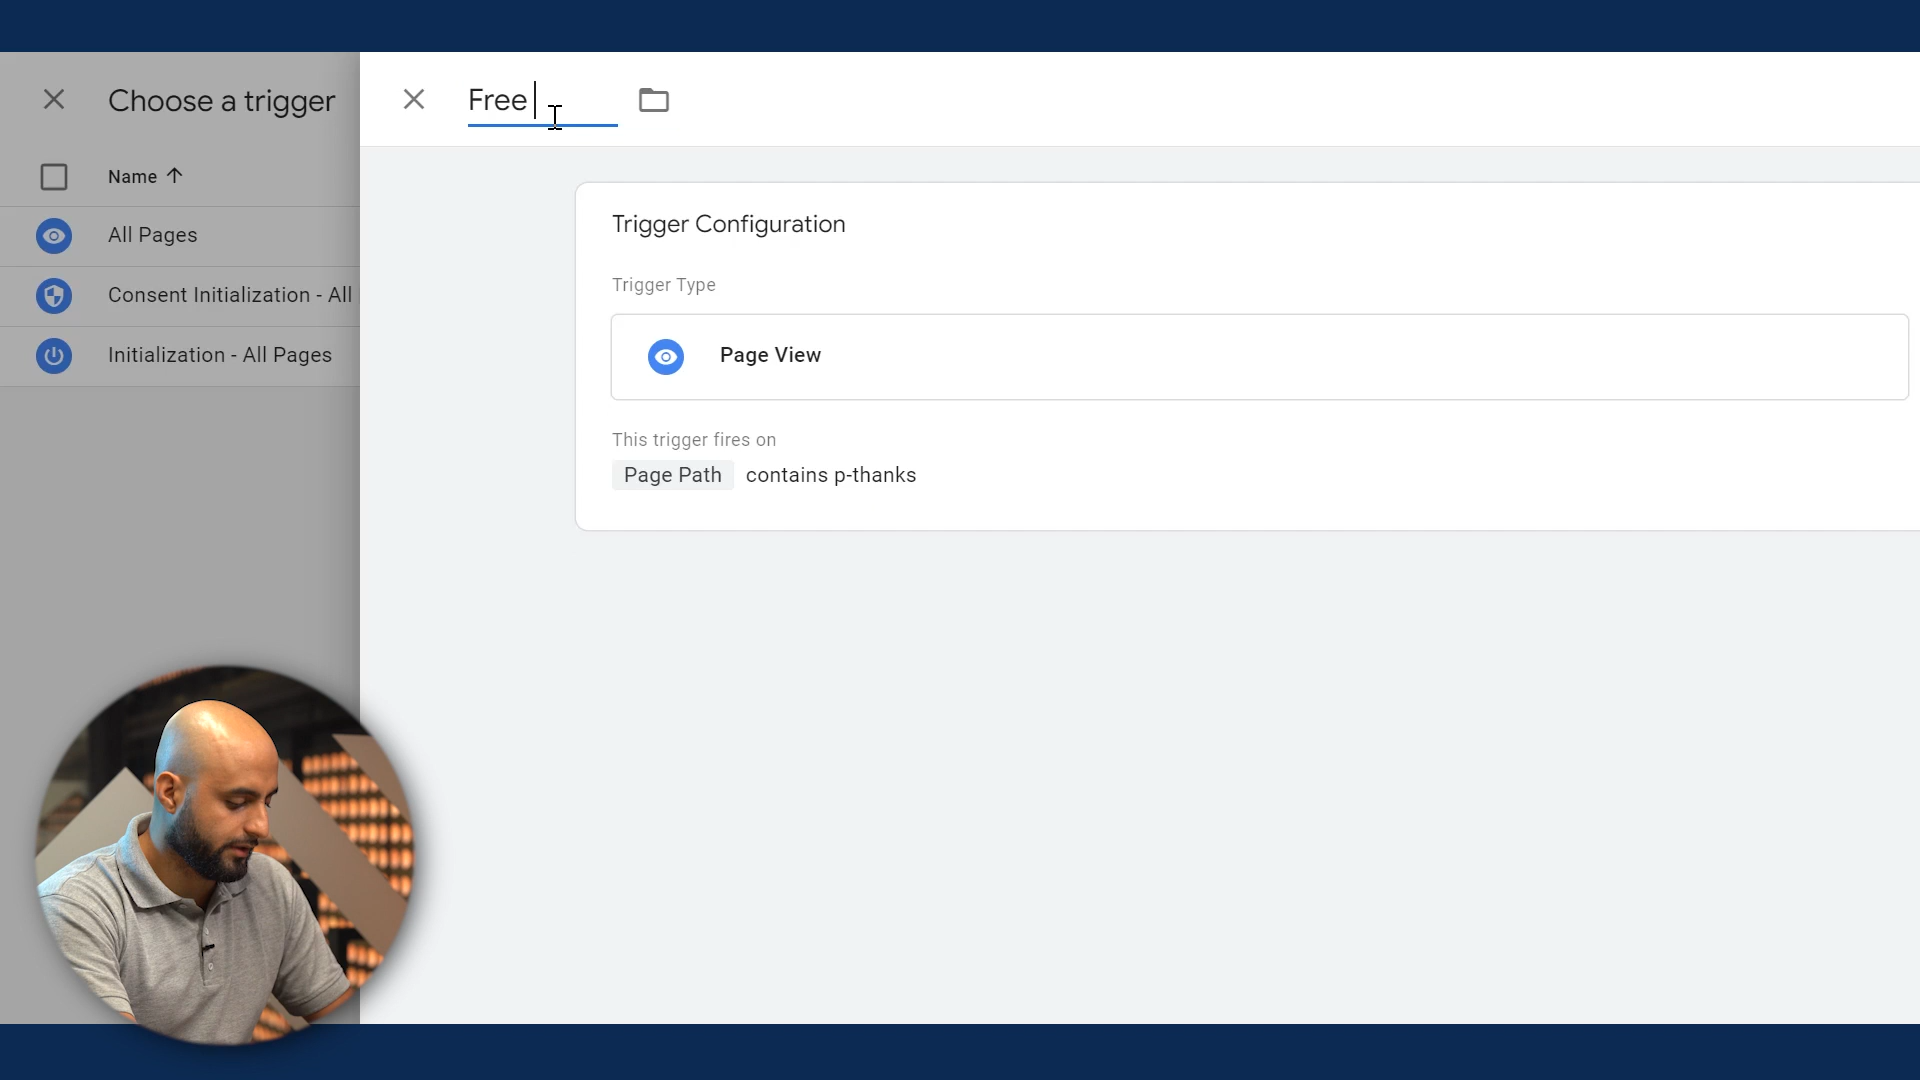 Choose a trigger
Free
Name
All Pages
Consent Initialization - All
Initialization - All Pages
Trigger Configuration
Trigger Type
Page View
This trigger fires on
Page Path contains p-thanks